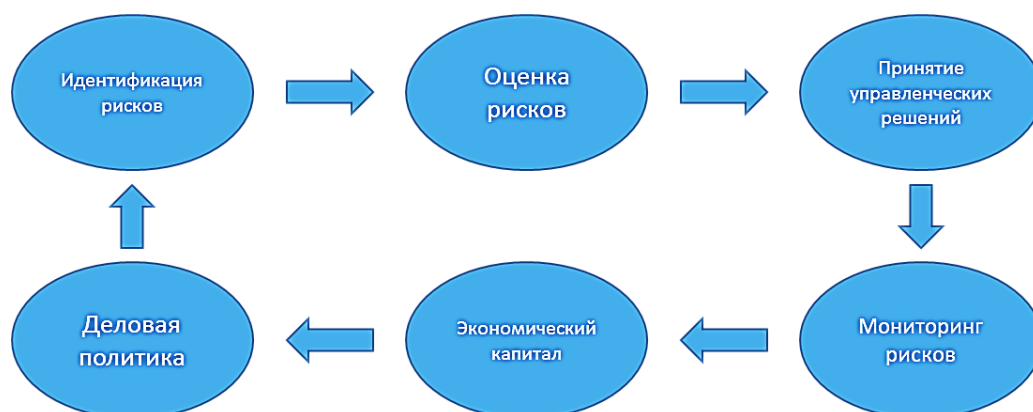 Идентификация
рисков
Оценка
рисков
Принятие
управленческих
решений
Деловая
политика
Экономический
капитал
Мониторинг
рисков